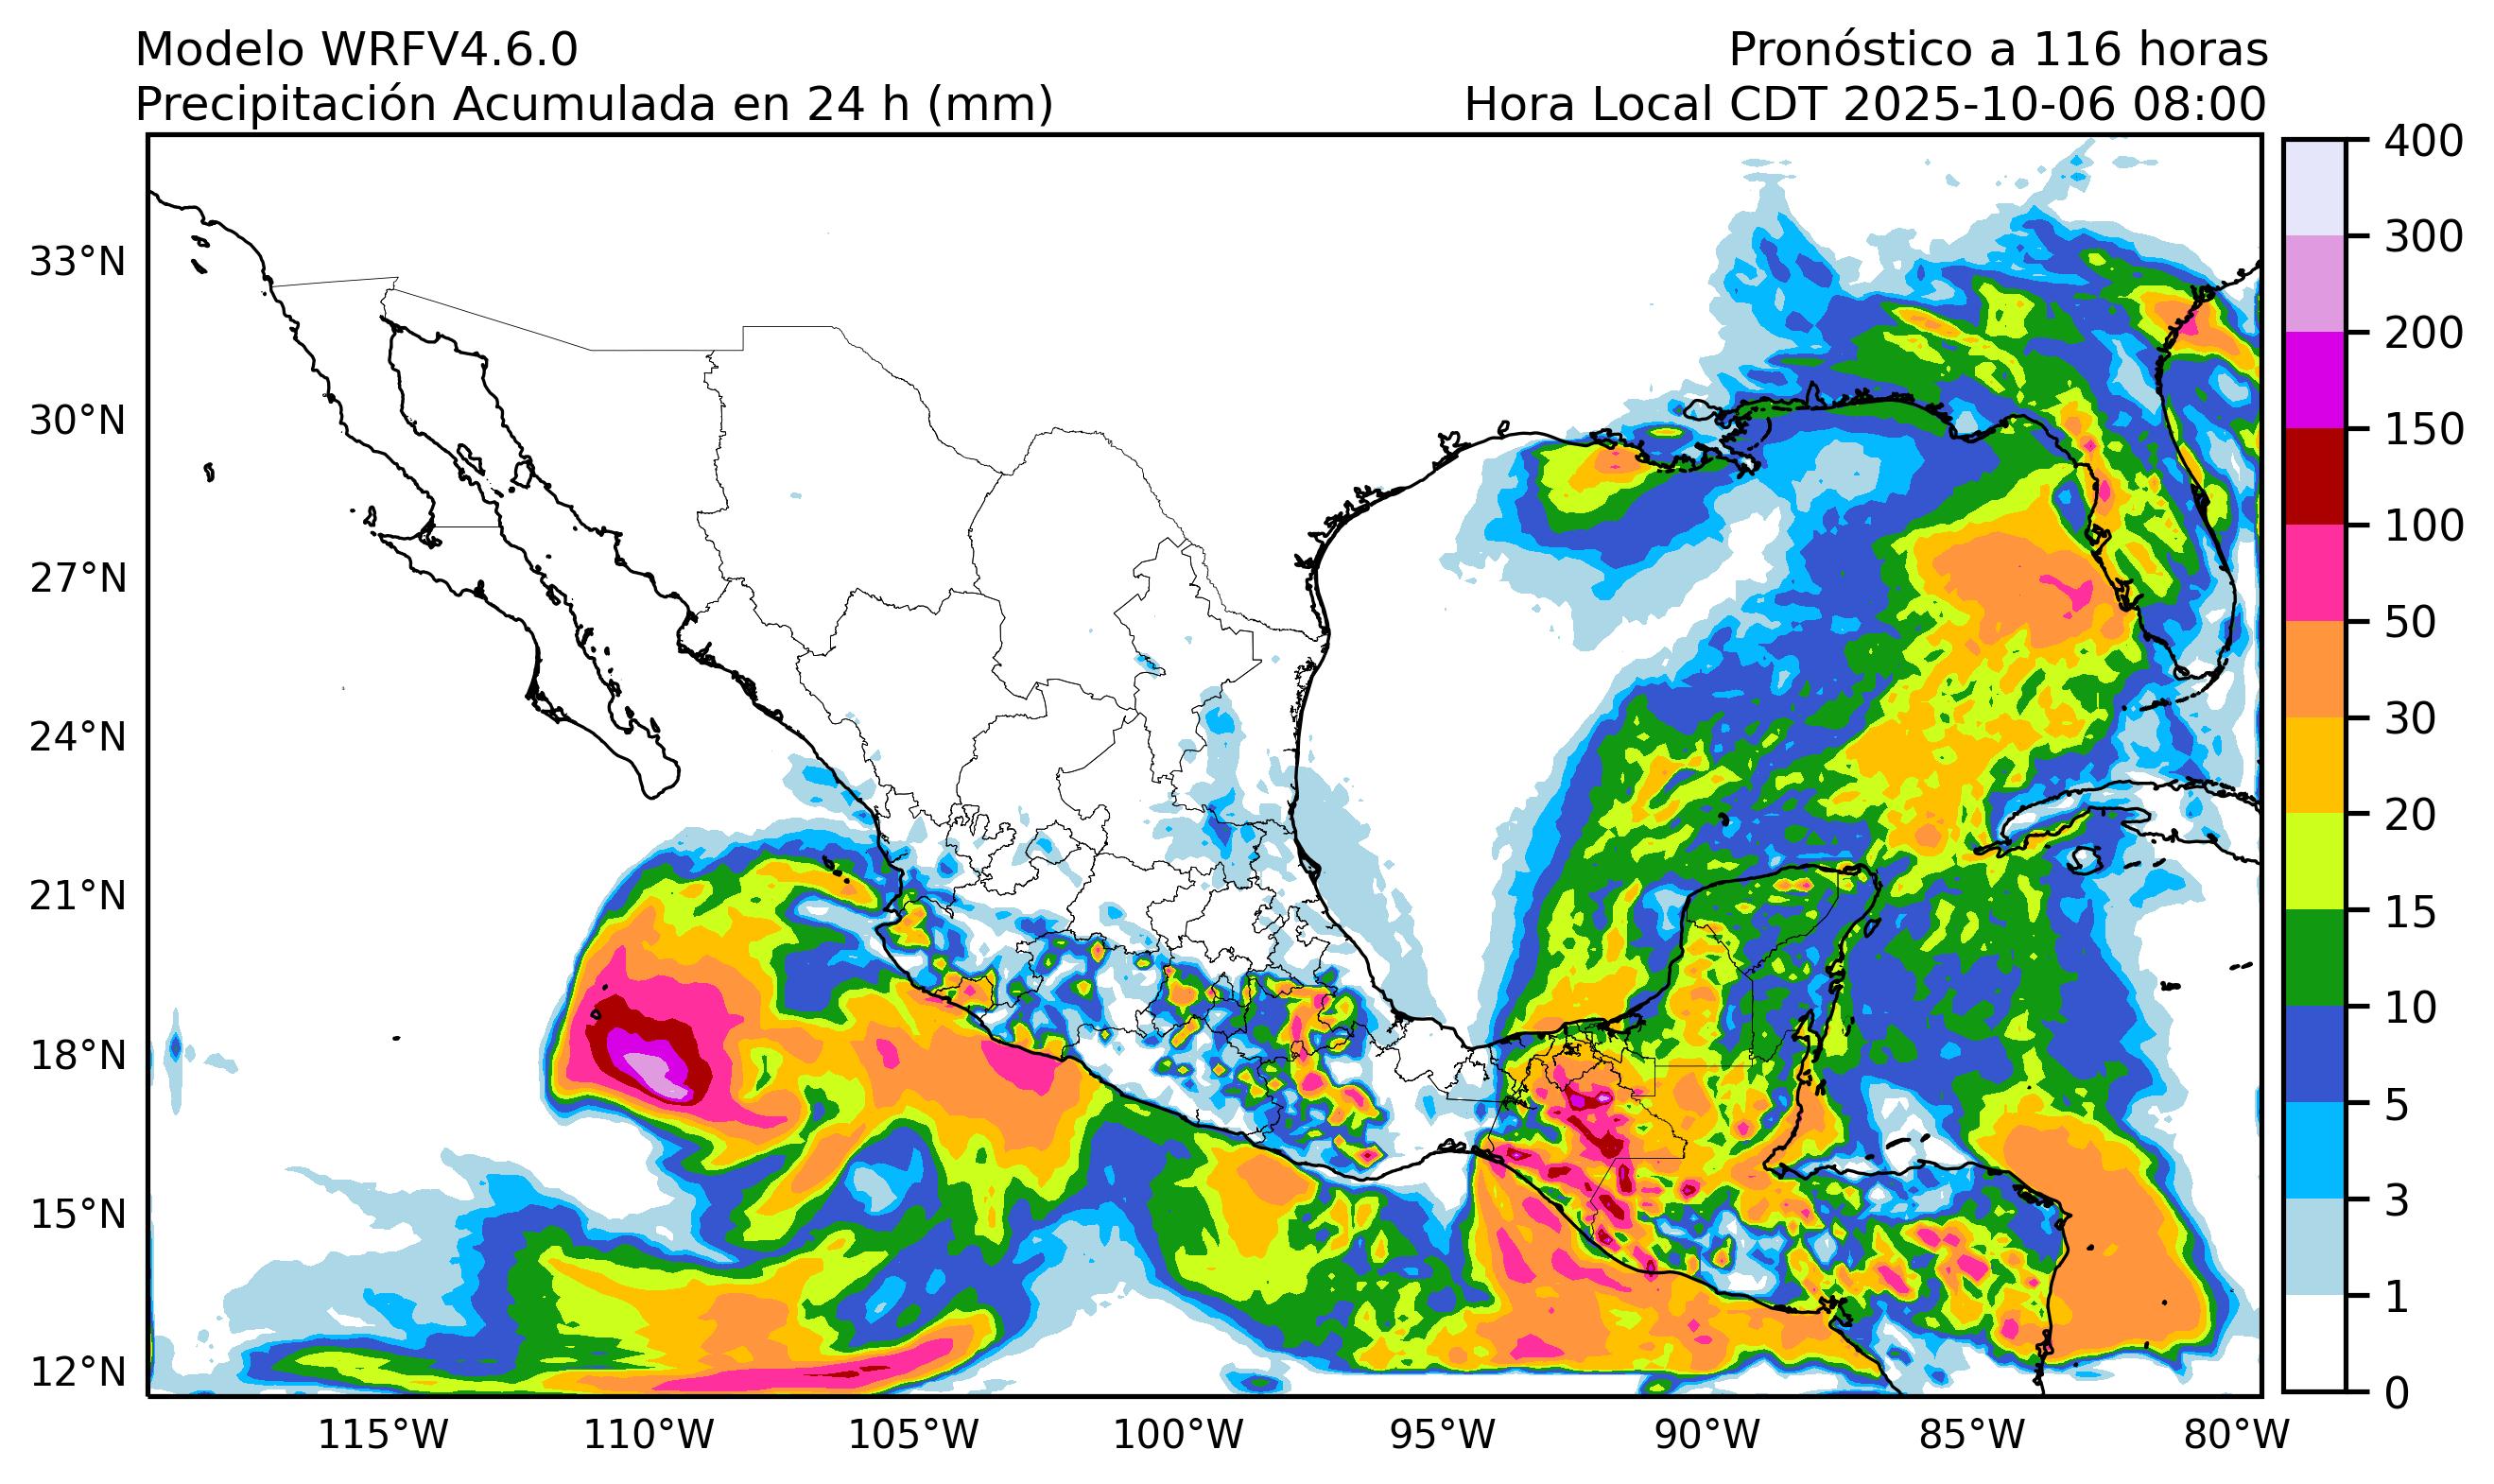 Modelo WRFV4.6.0
Pronóstico a 116 horas
Precipitación Acumulada en 24 h (mm)
Hora Local CDT 2025-10-06 08:00
33°N
30°N
27°N
24°N
21°N
18°N
15°N
12°N
115°W
110°W
105°W
100°W
95°W
90°W
85°W
80°W
400
300
200
150
100
50
30
20
15
10
5
3
1
0